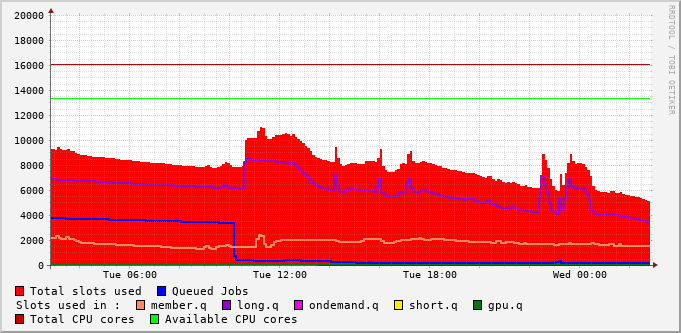 RRDTOOL / TOBI OETIKER
20000
18000
16000
14000
12000
10000
8000
6000
4000
2000
0
Tue 06:00 Tue 12:00 Tue 18:00 Wed 00:00
Total slots used Queued Jobs
Slots used in : member.q long.q ondemand.q short.q gpu.q
Total CPU cores Available CPU cores